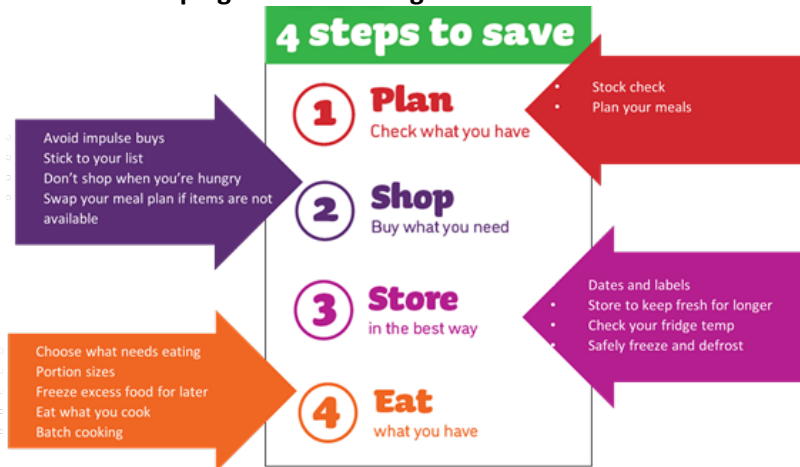 4 steps to save
1 Plan
Check what you have
• Stock check
• Plan your meals
Avoid impulse buys
Stick to your list
Don't shop when you're hungry
Swap your meal plan if items are not
available
2 Shop
Buy what you need
3 Store
in the best way
• Dates and labels
• Store to keep fresh for longer
• Check your fridge temp
• Safely freeze and defrost
Choose what needs eating
Portion sizes
Freeze excess food for later
Eat what you cook
Batch cooking
4 Eat
what you have